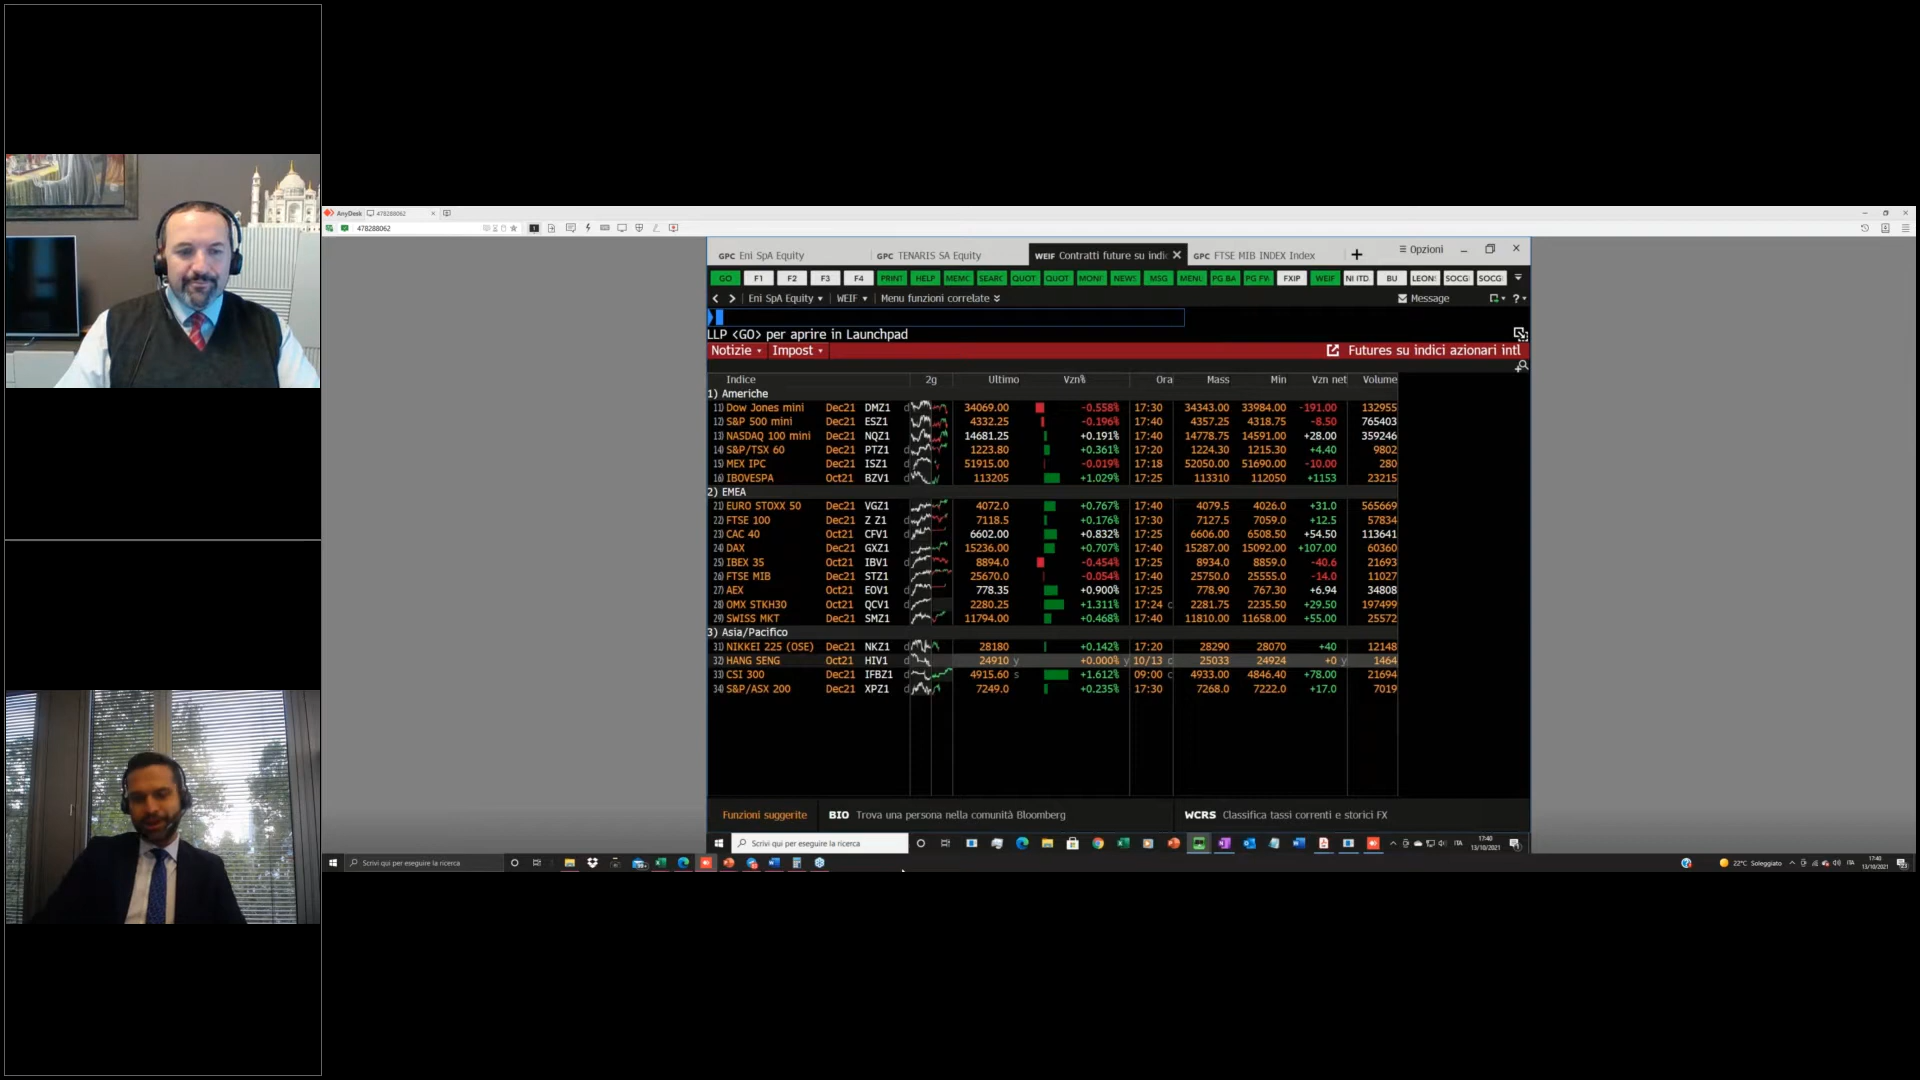 AnyDesk 478288062
478288062
GPC Eni SpA Equity
GPC TENARIS SA Equity
WEIF Contratti future su indic
GPC FTSE MIB INDEX Index
Opzioni
GO F1 F2 F3 F4 PRINT HELP MEMC SEARC QUOT QUOT MONI NEWS MSG MENU PG BA PG FW FXIP WEIF NI ITD BU LEON SOCG SOCG
Eni SpA Equity WEIF Menu funzioni correlate Message
LLP <GO> per aprire in Launchpad
Notizie Impost Futures su indici azionari intl
Indice 2g Ultimo Vzn% Ora Mass Min Vzn net Volume
1) Americhe
11) Dow Jones mini Dec21 DMZ1 d 34069.00 -0.558% 17:30 34343.00 33984.00 -191.00 132955
12) S&P 500 mini Dec21 ESZ1 4332.25 -0.196% 17:40 4357.25 4318.75 -8.50 765403
13) NASDAQ 100 mini Dec21 NQZ1 14681.25 +0.191% 17:40 14778.75 14591.00 +28.00 359246
14) S&P/TSX 60 Dec21 PTZ1 d 1223.80 +0.361% 17:20 1224.30 1215.30 +4.40 9802
15) MEX IPC Dec21 ISZ1 d 51915.00 -0.019% 17:18 52050.00 51690.00 -10.00 280
16) IBOVESPA Oct21 BZV1 d 113205 +1.029% 17:25 113310 112050 +1153 23215
2) EMEA
21) EURO STOXX 50 Dec21 VGZ1 4072.0 +0.767% 17:40 4079.5 4026.0 +31.0 565669
22) FTSE 100 Dec21 Z Z1 d 7118.5 +0.176% 17:30 7127.5 7059.0 +12.5 57834
23) CAC 40 Oct21 CFV1 d 6602.00 +0.832% 17:25 6606.00 6508.50 +54.50 113641
24) DAX Dec21 GXZ1 15236.00 +0.707% 17:40 15287.00 15092.00 +107.00 60360
25) IBEX 35 Oct21 IBV1 d 8894.0 -0.454% 17:25 8934.0 8859.0 -40.6 21693
26) FTSE MIB Dec21 STZ1 25670.0 -0.054% 17:40 25750.0 25555.0 -14.0 11027
27) AEX Oct21 EOV1 d 778.35 +0.900% 17:25 778.90 767.30 +6.94 34808
28) OMX STKH30 Oct21 QCV1 d 2280.25 +1.311% 17:24 c 2281.75 2235.50 +29.50 197499
29) SWISS MKT Dec21 SMZ1 11794.00 +0.468% 17:40 11810.00 11658.00 +55.00 25572
3) Asia/Pacifico
31) NIKKEI 225 (OSE) Dec21 NKZ1 d 28180 +0.142% 17:20 28290 28070 +40 12148
32) HANG SENG Oct21 HIV1 d 24910 y +0.000% y 10/13 c 25033 24924 +0 y 1464
33) CSI 300 Dec21 IFBZ1 d 4915.60 s +1.612% 09:00 c 4933.00 4846.40 +78.00 21694
34) S&P/ASX 200 Dec21 XPZ1 d 7249.0 +0.235% 17:30 7268.0 7222.0 +17.0 7019
Funzioni suggerite BIO Trova una persona nella comunità Bloomberg WCRS Classifica tassi correnti e storici FX
Scrivi qui per eseguire la ricerca ITA 17:40
13/10/2021
Scrivi qui per eseguire la ricerca 22°C Soleggiato ITA 17:40
13/10/2021